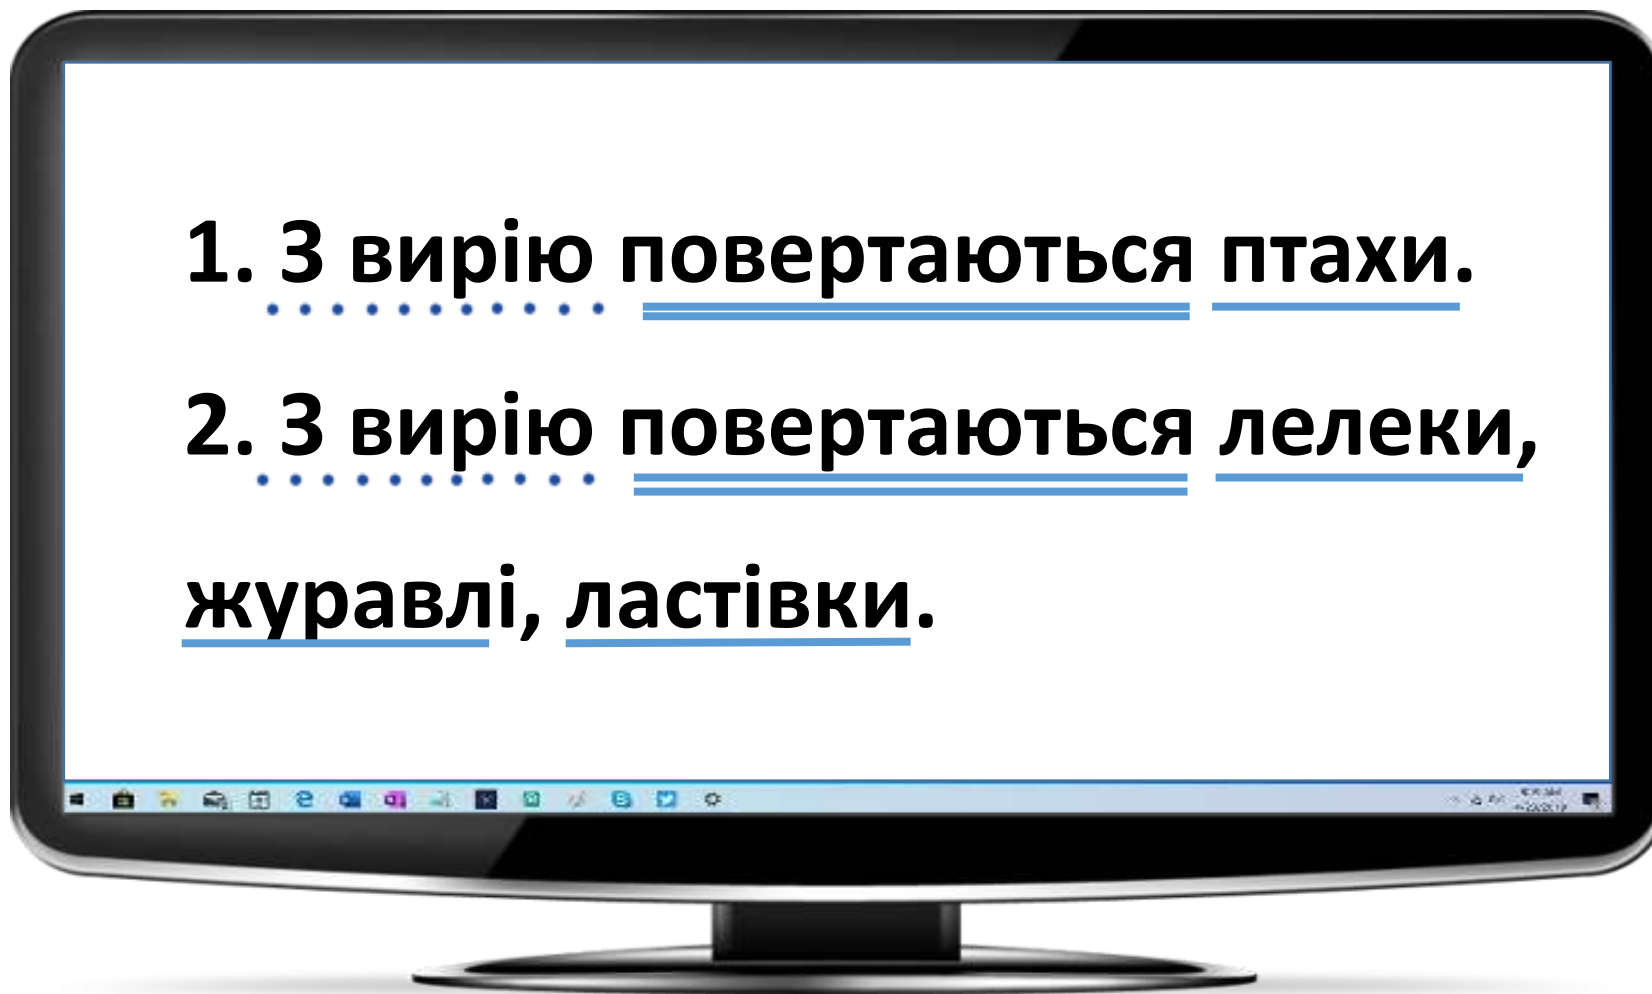 1. З вирію повертаються птахи.
2. З вирію повертаються лелеки,
журавлі, ластівки.